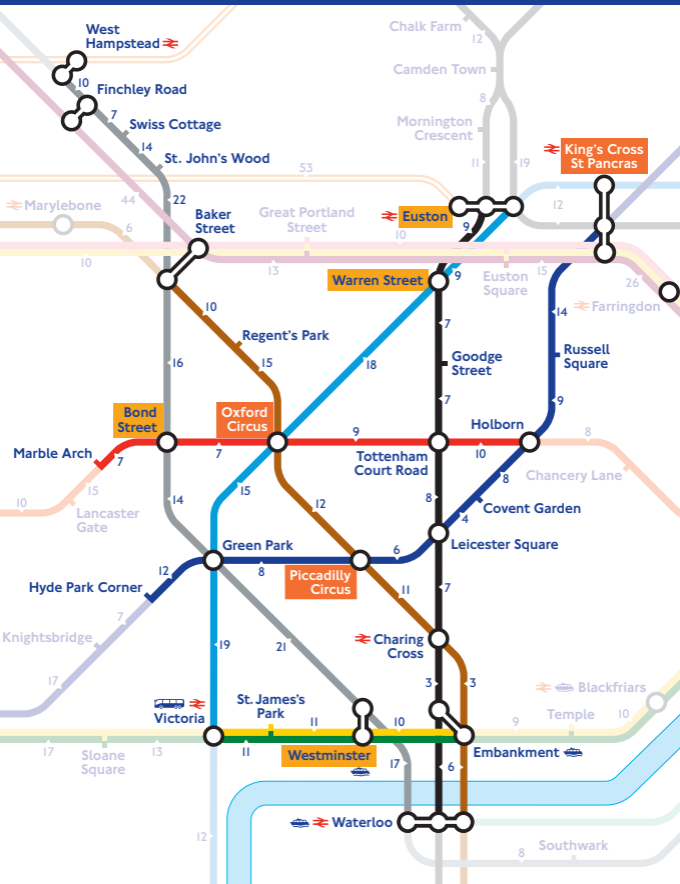 West
Hampstead
Chalk Farm
12
10
Finchley Road
Camden Town
7
Swiss Cottage
8
Mornington
Crescent
14
St. John's Wood
11
19
King's Cross
St Pancras
53
44
22
Marylebone
6
Baker
Street
Great Portland
Street
Euston
9
12
10
10
13
Warren Street
9
Euston
Square
15
26
Farringdon
10
Regent's Park
14
7
16
15
18
Goodge
Street
Russell
Square
7
9
Bond
Street
Oxford
Circus
Holborn
9
8
Marble Arch
7
7
Tottenham
Court Road
10
15
Chancery Lane
10
Lancaster
Gate
14
15
12
8
8
Covent Garden
4
Green Park
6
Leicester Square
12
8
Hyde Park Corner
Piccadilly
Circus
11
7
7
Knightsbridge
19
21
Charing
Cross
17
3
3
Blackfriars
Victoria
St. James's
Park
11
10
9
Temple
10
17
Sloane
Square
13
11
Westminster
Embankment
17
6
12
Waterloo
8
Southwark